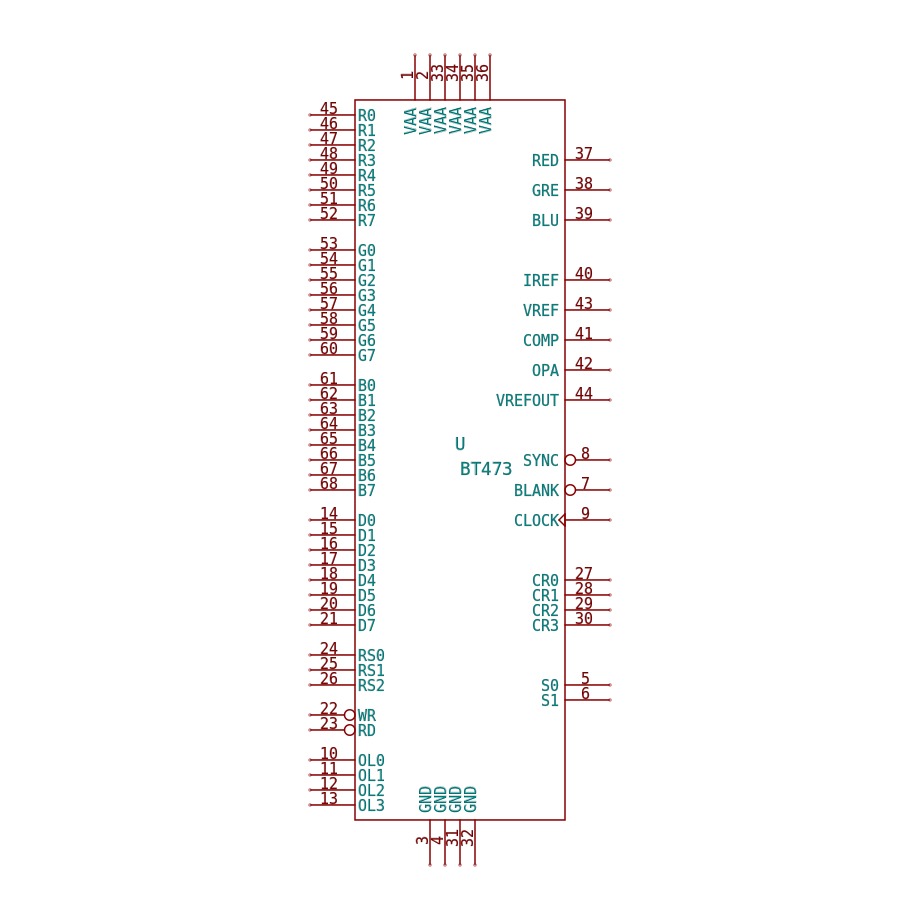 1 2 33 34 35 36
VAA VAA VAA VAA VAA VAA
45 R0
46 R1
47 R2
48 R3
49 R4
50 R5
51 R6
52 R7
53 G0
54 G1
55 G2
56 G3
57 G4
58 G5
59 G6
60 G7
61 B0
62 B1
63 B2
64 B3
65 B4
66 B5
67 B6
68 B7
14 D0
15 D1
16 D2
17 D3
18 D4
19 D5
20 D6
21 D7
24 RS0
25 RS1
26 RS2
22 WR
23 RD
10 OL0
11 OL1
12 OL2
13 OL3
U
BT473
RED 37
GRE 38
BLU 39
IREF 40
VREF 43
COMP 41
OPA 42
VREFOUT 44
SYNC 8
BLANK 7
CLOCK 9
CR0 27
CR1 28
CR2 29
CR3 30
S0 5
S1 6
GND GND GND GND
3 4 31 32